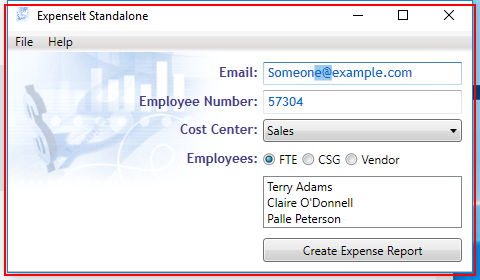 ExpenseIt Standalone
File Help
Email: Someone@example.com
Employee Number: 57304
Cost Center: Sales
Employees: FTE CSG Vendor
Terry Adams
Claire O'Donnell
Palle Peterson
Create Expense Report